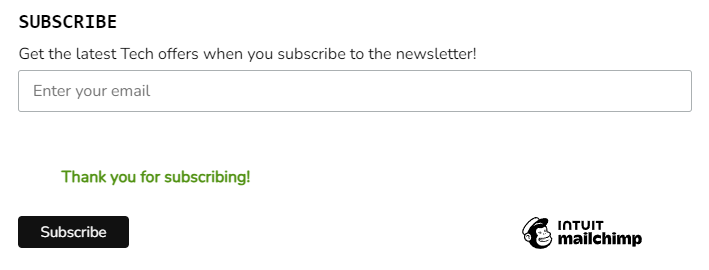 SUBSCRIBE
Get the latest Tech offers when you subscribe to the newsletter!
Enter your email
Thank you for subscribing!
Subscribe
INTUIT
mailchimp